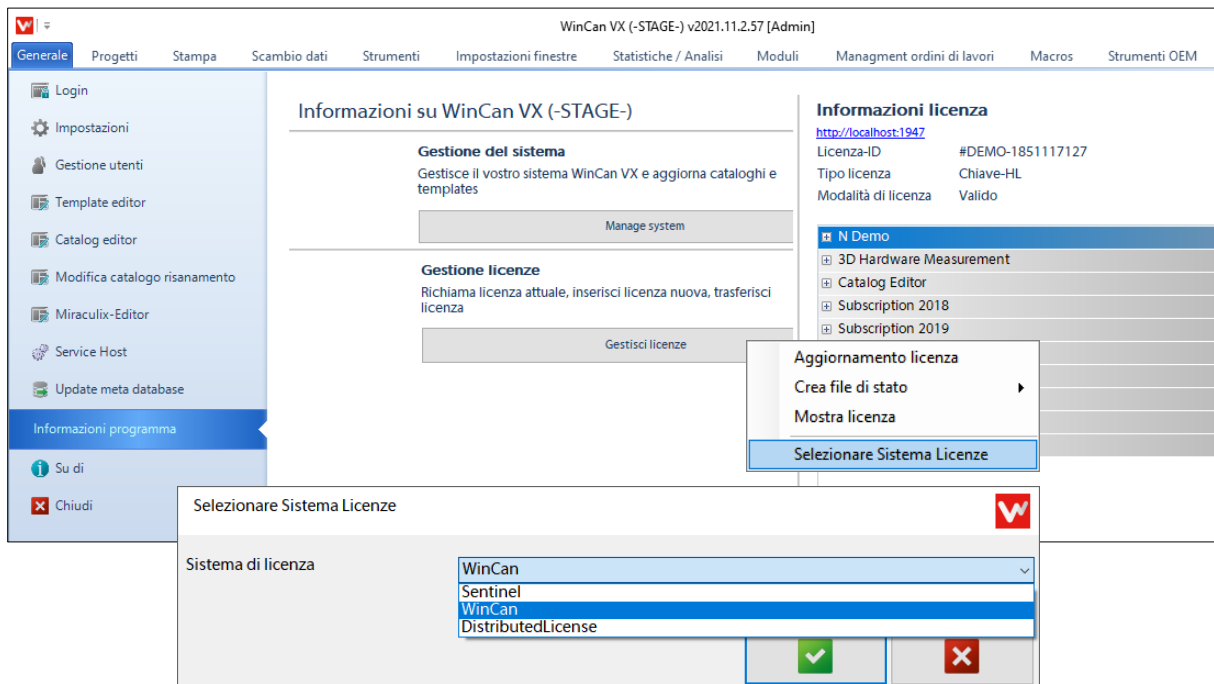 WinCan VX (-STAGE-) v2021.11.2.57 [Admin]
Generale Progetti Stampa Scambio dati Strumenti Impostazioni finestre Statistiche / Analisi Moduli Managment ordini di lavori Macros Strumenti OEM
Login
Impostazioni
Gestione utenti
Template editor
Catalog editor
Modifica catalogo risanamento
Miraculix-Editor
Service Host
Update meta database
Informazioni programma
Su di
Chiudi
Informazioni su WinCan VX (-STAGE-)
Gestione del sistema
Gestisce il vostro sistema WinCan VX e aggiorna cataloghi e
templates
Manage system
Gestione licenze
Richiama licenza attuale, inserisci licenza nuova, trasferisci
licenza
Gestisci licenze
Informazioni licenza
http://localhost:1947
Licenza-ID #DEMO-1851117127
Tipo licenza Chiave-HL
Modalità di licenza Valido
N Demo
3D Hardware Measurement
Catalog Editor
Subscription 2018
Subscription 2019
Aggiornamento licenza
Crea file di stato
Mostra licenza
Selezionare Sistema Licenze
Selezionare Sistema Licenze
Sistema di licenza
WinCan
Sentinel
WinCan
DistributedLicense